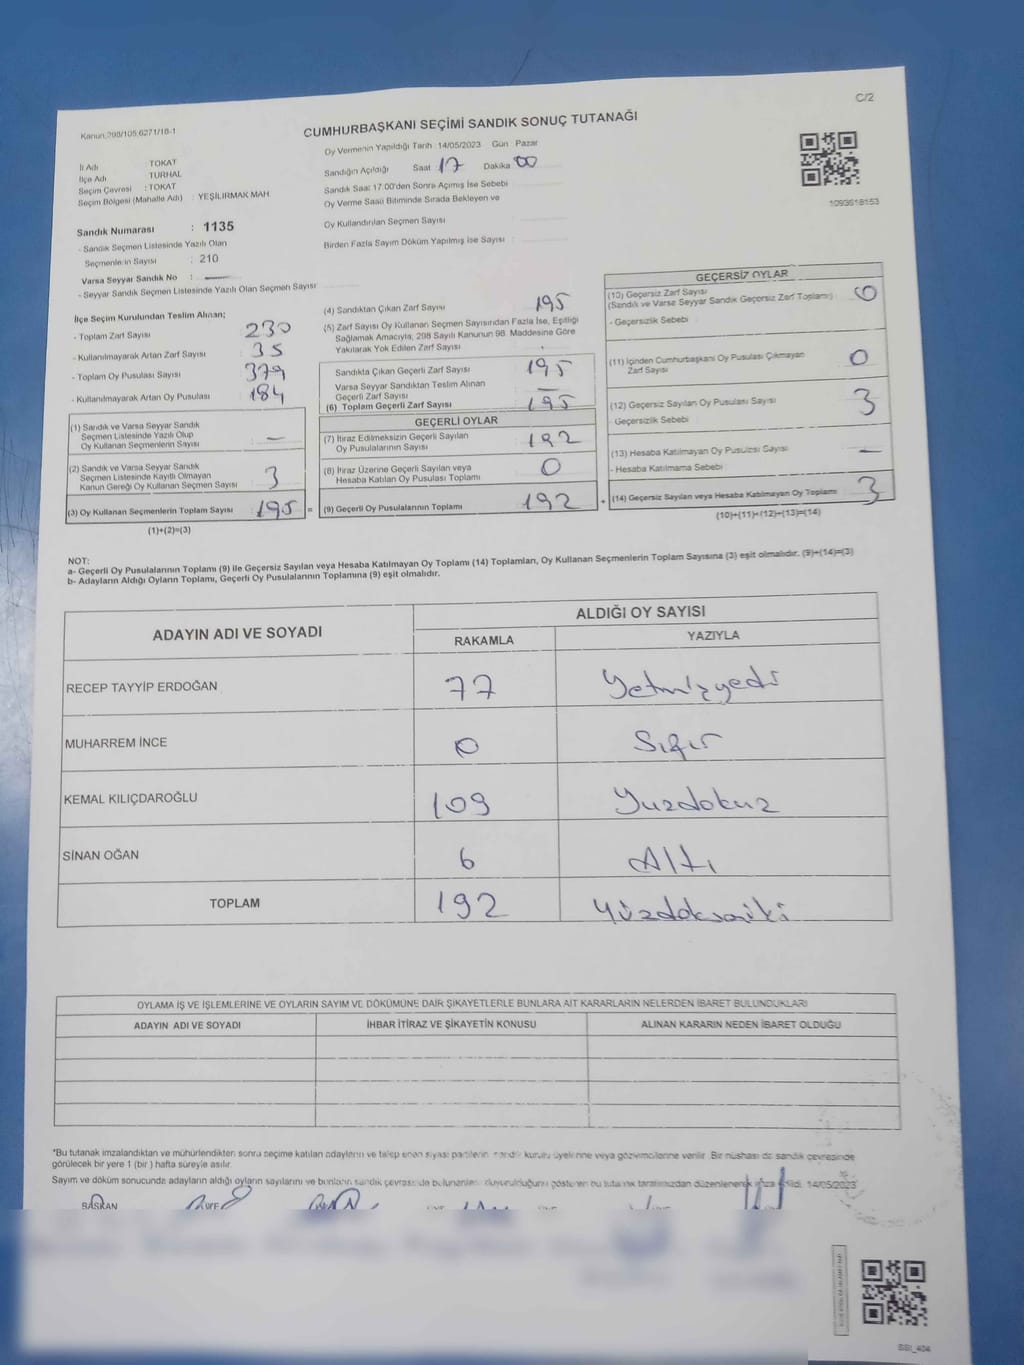 C/2
Kanun 298/105,6271/18-1
CUMHURBAŞKANI SEÇİMİ SANDIK SONUÇ TUTANAĞI
1093618153
İl Adı TOKAT
İlçe Adı TURHAL
Seçim Çevresi : TOKAT
Seçim Bölgesi (Mahalle Adı) : YEŞİLIRMAK MAH
Sandık Numarası : 1135
- Sandık Seçmen Listesinde Yazılı Olan
Seçmenlerin Sayısı : 210
Varsa Seyyar Sandık No : —
- Seyyar Sandık Seçmen Listesinde Yazılı Olan Seçmen Sayısı
Oy Vermenin Yapıldığı Tarih 14/05/2023 Gün Pazar
Sandığın Açıldığı Saat 17 Dakika 00
Sandık Saat 17:00'den Sonra Açımış İse Sebebi
Oy Verme Saati Bitiminde Sırada Bekleyen ve
Oy Kullandırılan Seçmen Sayısı
Birden Fazla Sayım Döküm Yapılmış İse Sayısı
İlçe Seçim Kurulundan Teslim Alınan;
- Toplam Zarf Sayısı 230
- Kullanılmayarak Artan Zarf Sayısı 35
- Toplam Oy Pusulası Sayısı 379
- Kullanılmayarak Artan Oy Pusulası 184
(1) Sandık ve Varsa Seyyar Sandık
Seçmen Listesinde Yazılı Olup
Oy Kullanan Seçmenlerin Sayısı —
(2) Sandık ve Varsa Seyyar Sandık
Seçmen Listesinde Kayıtlı Olmayan
Kanun Gereği Oy Kullanan Seçmen Sayısı 3
(3) Oy Kullanan Seçmenlerin Toplam Sayısı 195 =
(1)+(2)=(3)
(4) Sandıktan Çıkan Zarf Sayısı 195
(5) Zarf Sayısı Oy Kullanan Seçmen Sayısından Fazla İse, Eşitliği
Sağlamak Amacıyla, 298 Sayılı Kanunun 98. Maddesine Göre
Yakılarak Yok Edilen Zarf Sayısı
Sandıkta Çıkan Geçerli Zarf Sayısı 195
Varsa Seyyar Sandıktan Teslim Alınan
Geçerli Zarf Sayısı —
(6) Toplam Geçerli Zarf Sayısı 195
GEÇERLİ OYLAR
(7) İtiraz Edilmeksizin Geçerli Sayılan
Oy Pusulalarının Sayısı 192
(8) İtiraz Üzerine Geçerli Sayılan veya
Hesaba Katılan Oy Pusulası Toplamı 0
(9) Geçerli Oy Pusulalarının Toplamı 192 +
GEÇERSİZ OYLAR
(10) Geçersiz Zarf Sayısı
(Sandık ve Varse Seyyar Sandık Geçersiz Zarf Toplamı) 0
- Geçersizlik Sebebi
(11) İçinden Cumhurbaşkanı Oy Pusulası Çıkmayan
Zarf Sayısı 0
(12) Geçersiz Sayılan Oy Pusulası Sayısı 3
- Geçersizlik Sebebi
(13) Hesaba Katılmayan Oy Pusulası Sayısı —
- Hesaba Katılmama Sebebi
(14) Geçersiz Sayılan veya Hesaba Katılmayan Oy Toplamı 3
(10)+(11)+(12)+(13)=(14)
NOT:
a- Geçerli Oy Pusulalarının Toplamı (9) ile Geçersiz Sayılan veya Hesaba Katılmayan Oy Toplamı (14) Toplamları, Oy Kullanan Seçmenlerin Toplam Sayısına (3) eşit olmalıdır. (9)+(14)=(3)
b- Adayların Aldığı Oyların Toplamı, Geçerli Oy Pusulalarının Toplamına (9) eşit olmalıdır.
ADAYIN ADI VE SOYADI ALDIĞI OY SAYISI
RAKAMLA YAZIYLA
RECEP TAYYİP ERDOĞAN 77 Yetmişyedi
MUHARREM İNCE 0 Sıfır
KEMAL KILIÇDAROĞLU 109 Yuzdokuz
SİNAN OĞAN 6 Altı
TOPLAM 192 Yüzdoksaniki
OYLAMA İŞ VE İŞLEMLERİNE VE OYLARIN SAYIM VE DÖKÜMÜNE DAİR ŞİKAYETLERLE BUNLARA AİT KARARLARIN NELERDEN İBARET BULUNDUKLARI
ADAYIN ADI VE SOYADI İHBAR İTİRAZ VE ŞİKAYETİN KONUSU ALINAN KARARIN NEDEN İBARET OLDUĞU
*Bu tutanak imzalandıktan ve mühürlendikten sonra seçime katılan adayların ve talep eden siyasi partilerin sandık kurulu üyelerine veya gözlemcilerine verilir. Bir nüshası da sandık çevresinde
görülecek bir yere 1 (bir) hafta süreyle asılır.
Sayım ve döküm sonucunda adayların aldığı oyların sayılarını ve bunların sandık çevresinde bulunanlara duyurulduğunu gösteren bu tutanak tarafımızdan düzenlenerek imza edildi. 14/05/2023
BAŞKAN